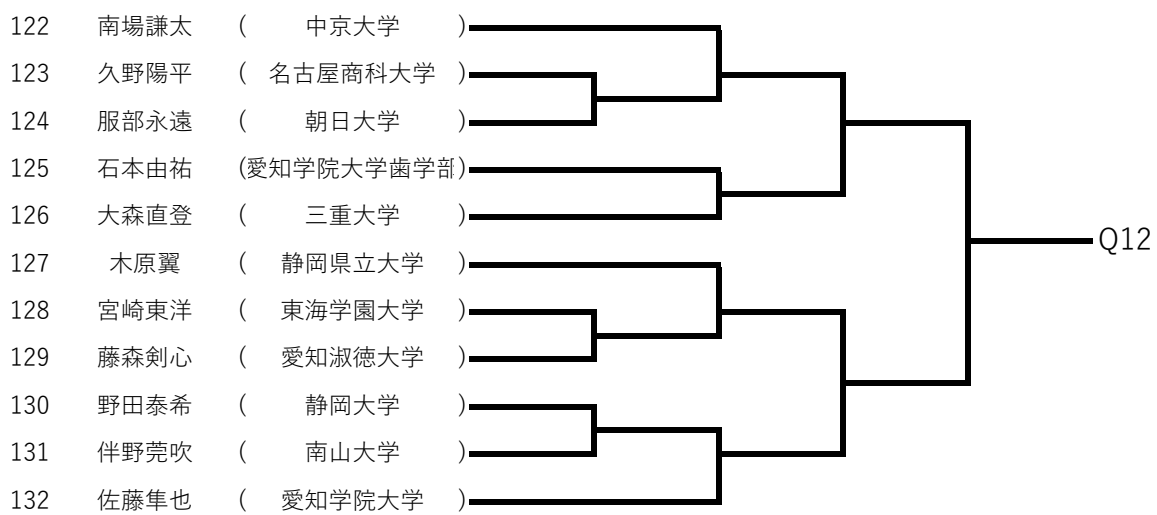 122 南場謙太 ( 中京大学 )
123 久野陽平 ( 名古屋商科大学 )
124 服部永遠 ( 朝日大学 )
125 石本由祐 (愛知学院大学歯学部)
126 大森直登 ( 三重大学 )
127 木原翼 ( 静岡県立大学 )
128 宮崎東洋 ( 東海学園大学 )
129 藤森剣心 ( 愛知淑徳大学 )
130 野田泰希 ( 静岡大学 )
131 伴野莞吹 ( 南山大学 )
132 佐藤隼也 ( 愛知学院大学 )
Q12